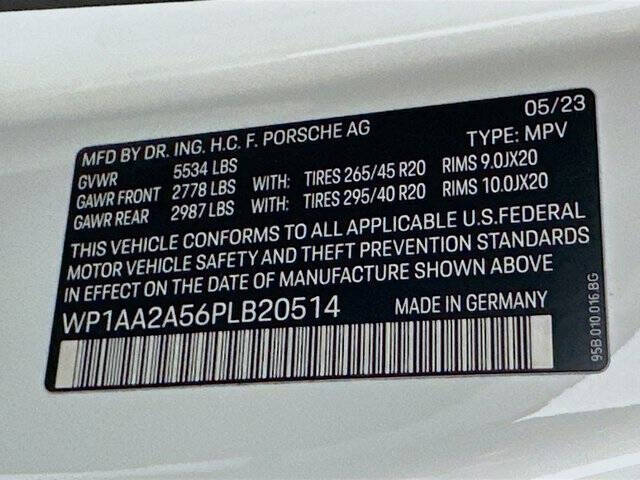 MFD BY DR. ING. H.C. F. PORSCHE AG 05/23
GVWR 5534 LBS TYPE: MPV
GAWR FRONT 2778 LBS WITH: TIRES 265/45 R20 RIMS 9.0JX20
GAWR REAR 2987 LBS WITH: TIRES 295/40 R20 RIMS 10.0JX20
THIS VEHICLE CONFORMS TO ALL APPLICABLE U.S.FEDERAL
MOTOR VEHICLE SAFETY AND THEFT PREVENTION STANDARDS
IN EFFECT ON THE DATE OF MANUFACTURE SHOWN ABOVE
WP1AA2A56PLB20514 MADE IN GERMANY
95B.010.016.BG